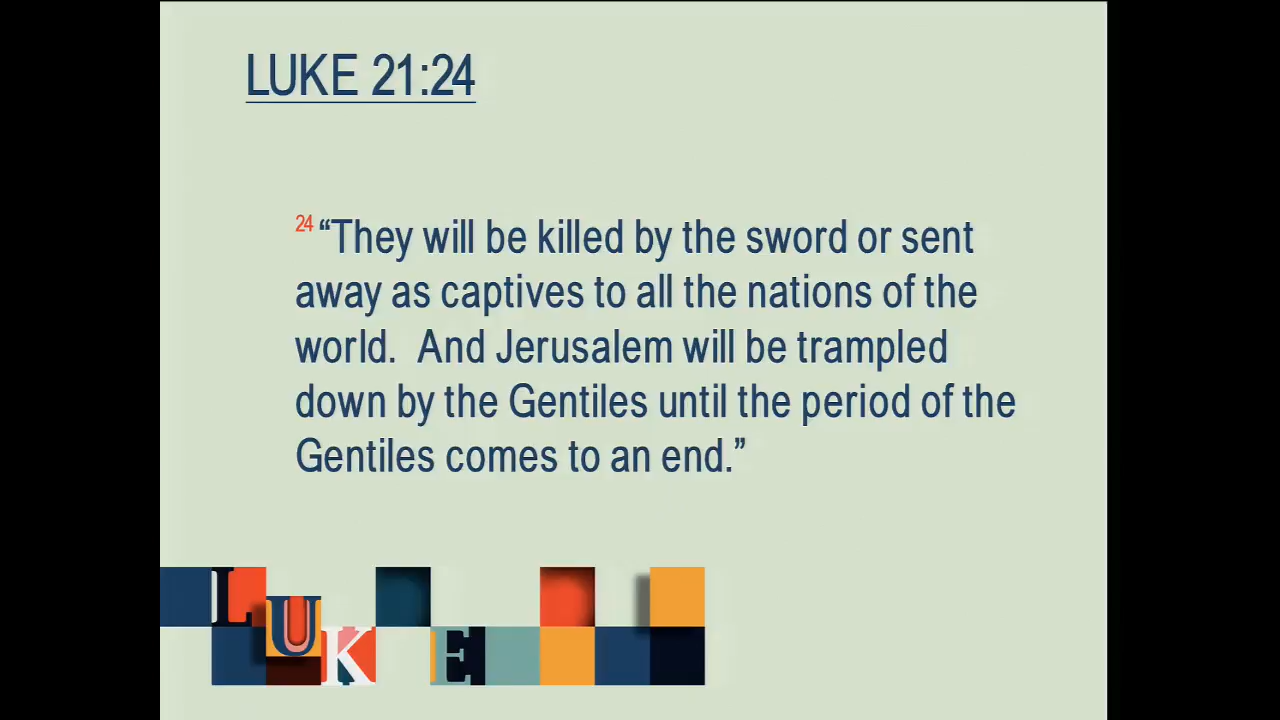 LUKE 21:24
24 “They will be killed by the sword or sent
away as captives to all the nations of the
world.  And Jerusalem will be trampled
down by the Gentiles until the period of the
Gentiles comes to an end.”
LUKE